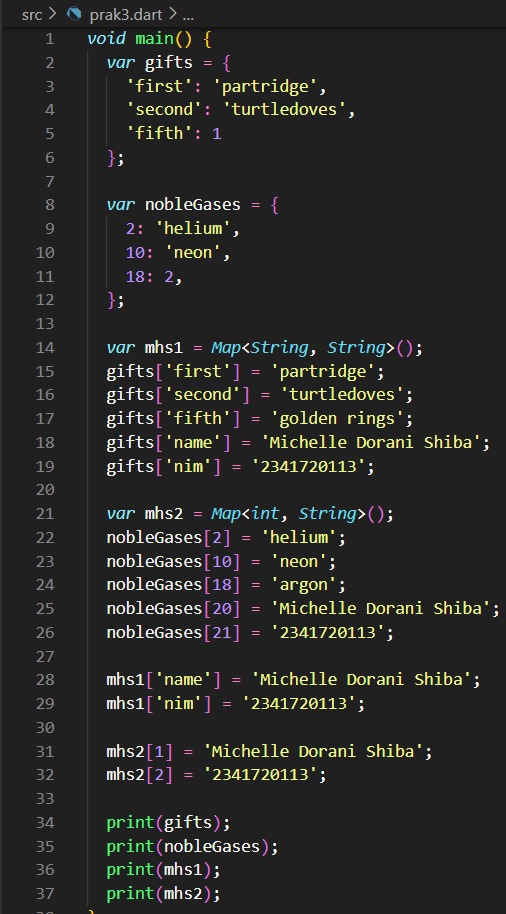 src > prak3.dart > ...
1 void main() {
2 var gifts = {
3 'first': 'partridge',
4 'second': 'turtledoves',
5 'fifth': 1
6 };
7
8 var nobleGases = {
9 2: 'helium',
10 10: 'neon',
11 18: 2,
12 };
13
14 var mhs1 = Map<String, String>();
15 gifts['first'] = 'partridge';
16 gifts['second'] = 'turtledoves';
17 gifts['fifth'] = 'golden rings';
18 gifts['name'] = 'Michelle Dorani Shiba';
19 gifts['nim'] = '2341720113';
20
21 var mhs2 = Map<int, String>();
22 nobleGases[2] = 'helium';
23 nobleGases[10] = 'neon';
24 nobleGases[18] = 'argon';
25 nobleGases[20] = 'Michelle Dorani Shiba';
26 nobleGases[21] = '2341720113';
27
28 mhs1['name'] = 'Michelle Dorani Shiba';
29 mhs1['nim'] = '2341720113';
30
31 mhs2[1] = 'Michelle Dorani Shiba';
32 mhs2[2] = '2341720113';
33
34 print(gifts);
35 print(nobleGases);
36 print(mhs1);
37 print(mhs2);